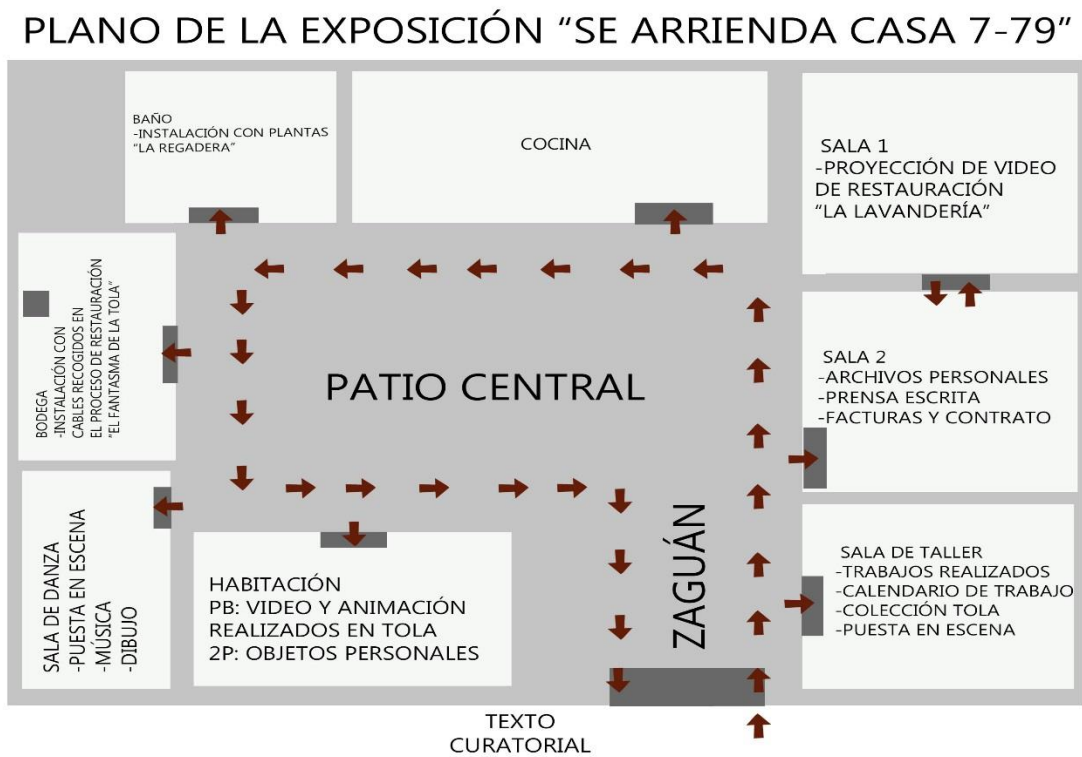 PLANO DE LA EXPOSICIÓN “SE ARRIENDA CASA 7-79”
BAÑO
-INSTALACIÓN CON PLANTAS
“LA REGADERA”
COCINA
SALA 1
-PROYECCIÓN DE VIDEO
DE RESTAURACIÓN
“LA LAVANDERÍA”
BODEGA
-INSTALACIÓN CON
CABLES RECOGIDOS EN
EL PROCESO DE RESTAURACIÓN
“EL FANTASMA DE LA TOLA”
PATIO CENTRAL
SALA 2
-ARCHIVOS PERSONALES
-PRENSA ESCRITA
-FACTURAS Y CONTRATO
SALA DE DANZA
-PUESTA EN ESCENA
-MÚSICA
-DIBUJO
HABITACIÓN
PB: VIDEO Y ANIMACIÓN
REALIZADOS EN TOLA
2P: OBJETOS PERSONALES
ZAGUÁN
SALA DE TALLER
-TRABAJOS REALIZADOS
-CALENDARIO DE TRABAJO
-COLECCIÓN TOLA
-PUESTA EN ESCENA
TEXTO
CURATORIAL